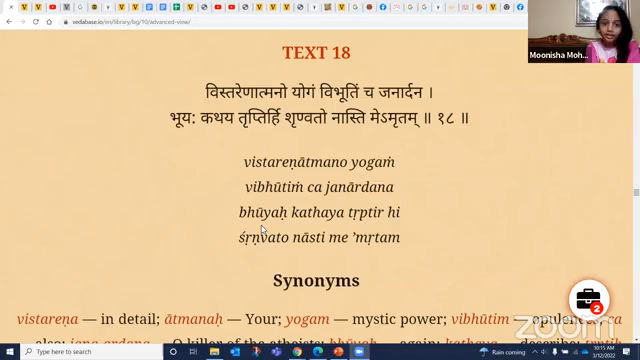 vedabase.io/en/library/bg/10/advanced-view/
Moonisha Moh...
TEXT 18
विस्तरेणात्मनो योगं विभूतिं च जनार्दन ।
भूय: कथय तृप्तिर्हि श‍ृण्वतो नास्ति मेऽमृतम् ॥ १८ ॥
vistareṇātmano yogaṁ
vibhūtiṁ ca janārdana
bhūyaḥ kathaya tṛptir hi
śṛṇvato nāsti me ’mṛtam
Synonyms
vistareṇa — in detail; ātmanaḥ — Your; yogam — mystic power; vibhūtim —
2
zoom
Type here to search
Rain coming
10:15 AM
3/12/2022